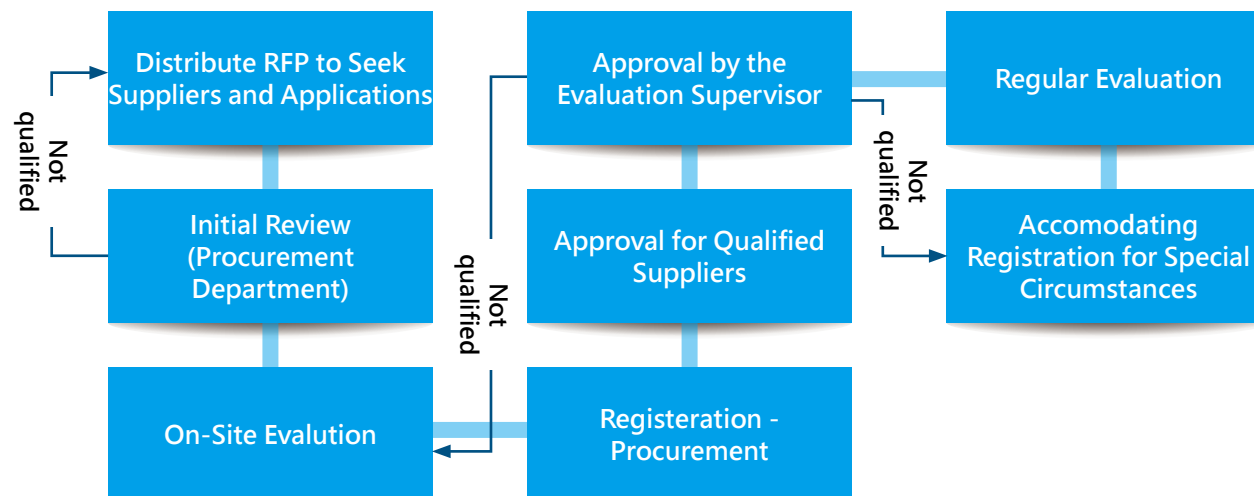 Distribute RFP to Seek
Suppliers and Applications
Not
qualified
Initial Review
(Procurement
Department)
On-Site Evalution
Approval by the
Evaluation Supervisor
Not
qualified
Approval for Qualified
Suppliers
Registeration -
Procurement
Regular Evaluation
Not
qualified
Accomodating
Registration for Special
Circumstances